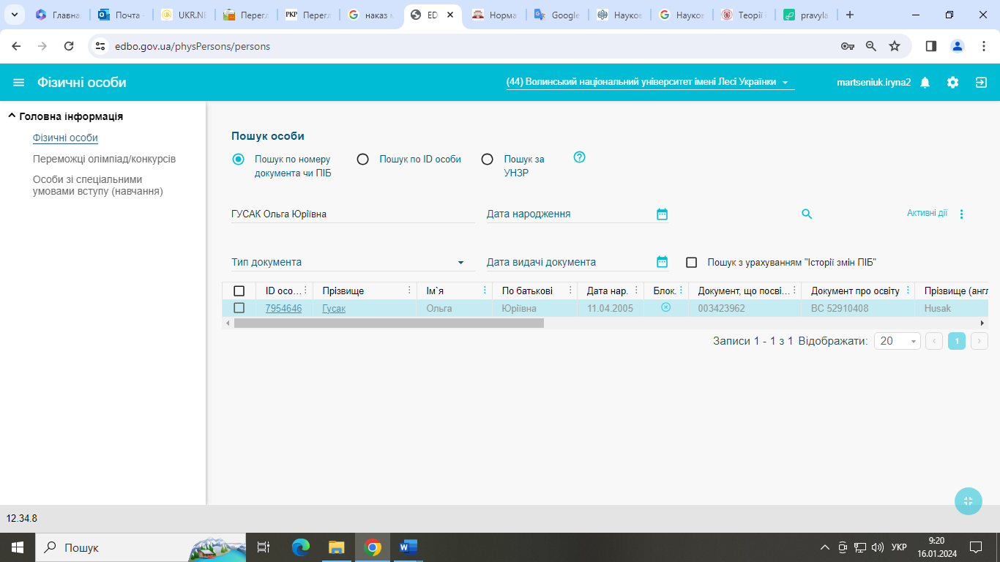 Главна
Почта
UKR.NE
Перегл
PKP Перегл
наказ м
ED
Норма
Google
Науков
Науков
Теорії і
pravyla
edbo.gov.ua/physPersons/persons
Фізичні особи
(44) Волинський національний університет імені Лесі Українки
martseniuk.iryna2
Головна інформація
Фізичні особи
Переможці олімпіад/конкурсів
Особи зі спеціальними
умовами вступу (навчання)
Пошук особи
Пошук по номеру
документа чи ПІБ
Пошук по ID особи
Пошук за
УНЗР
ГУСАК Ольга Юріївна
Дата народження
Активні дії
Тип документа
Дата видачі документа
Пошук з урахуванням "Історії змін ПІБ"
ID осо... Прізвище Ім`я По батькові Дата нар. Блок. Документ, що посві... Документ про освіту Прізвище (англ
7954646 Гусак Ольга Юріївна 11.04.2005 003423962 BC 52910408 Husak
Записи 1 - 1 з 1 Відображати: 20 1
12.34.8
Пошук
УКР
9:20
16.01.2024